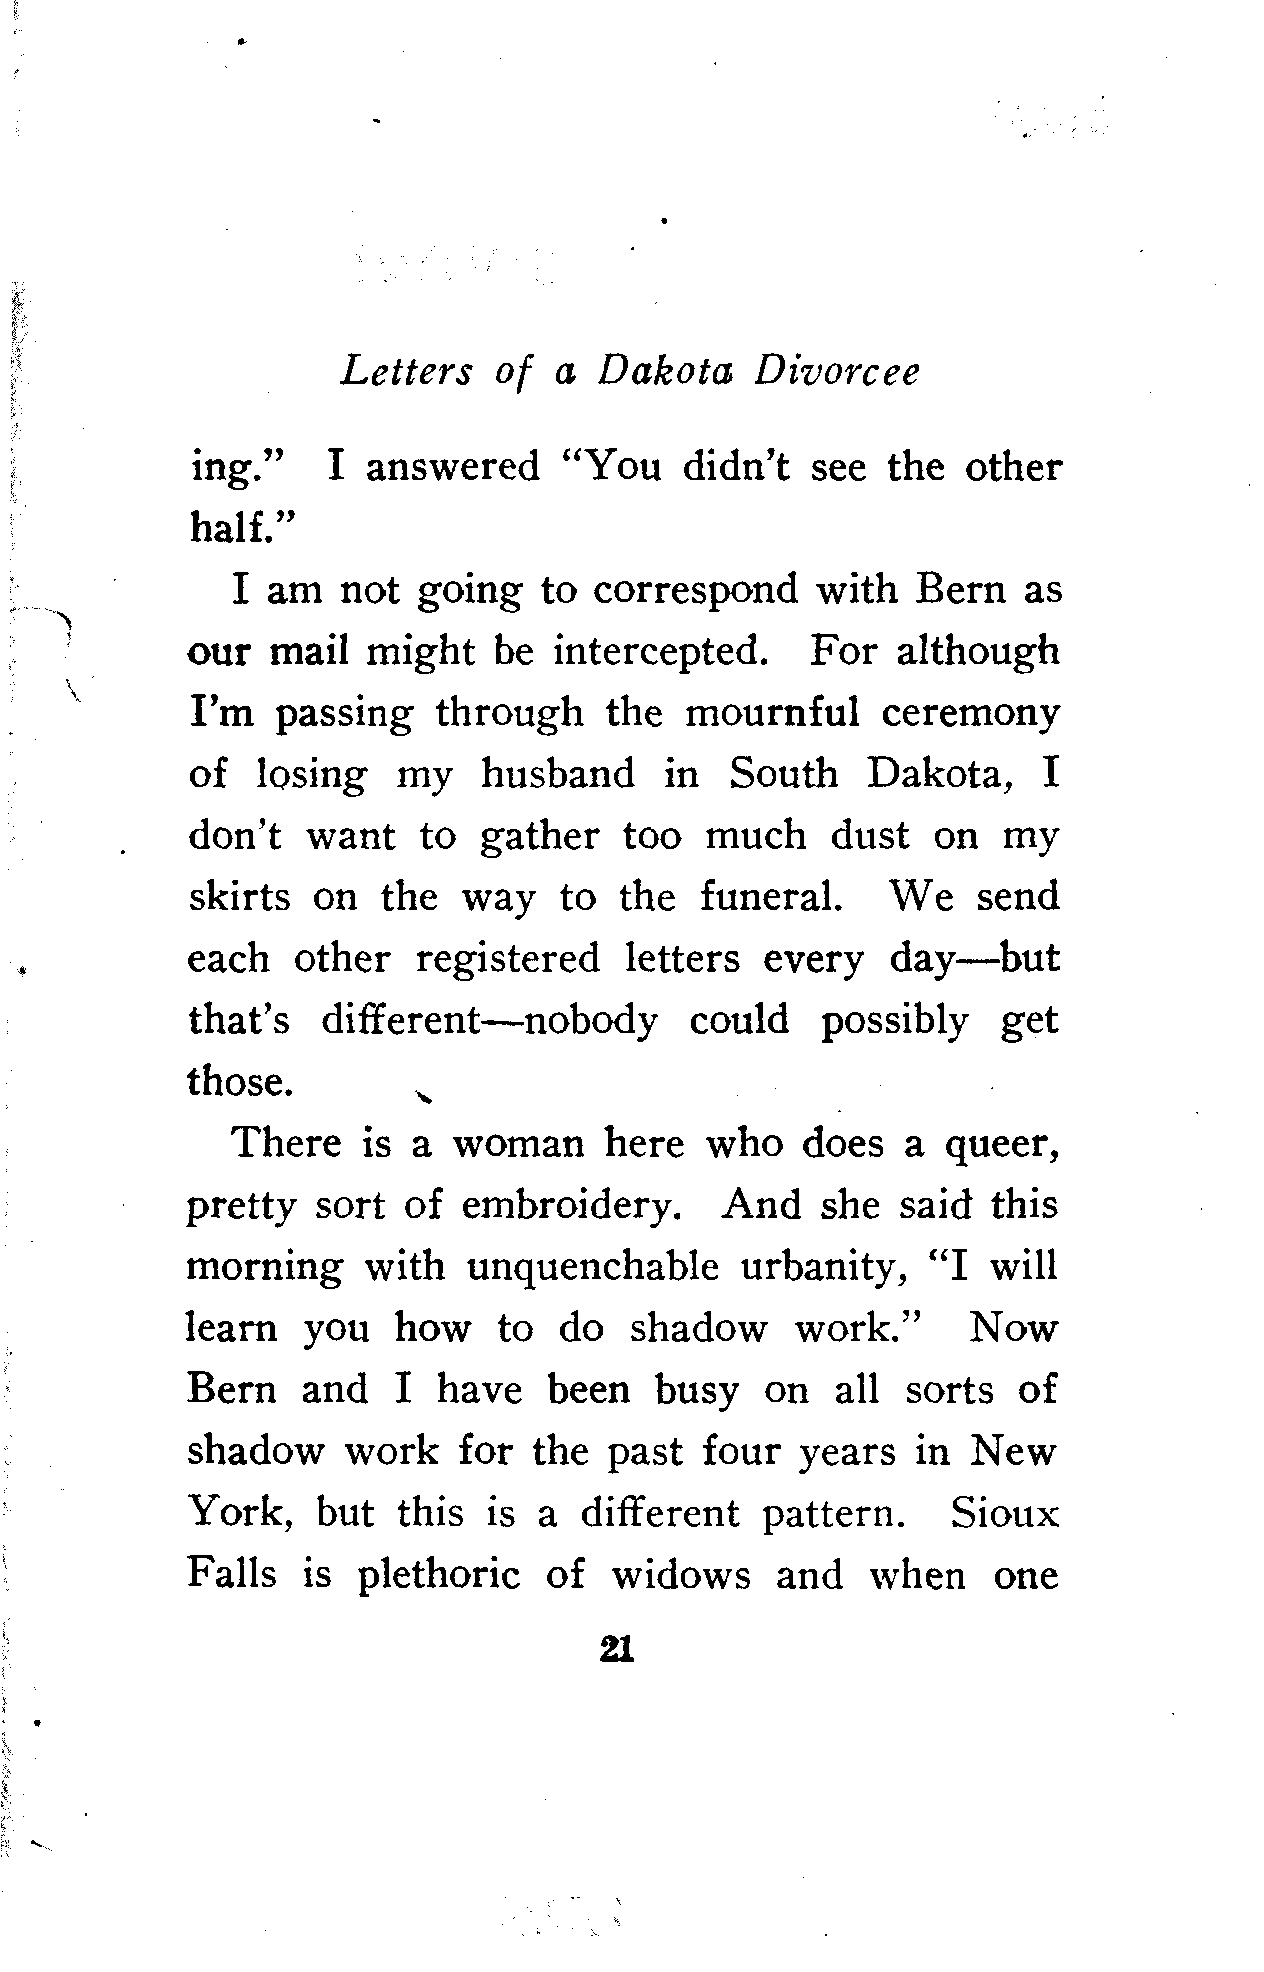 Letters of a Dakota Divorcee
ing." I answered "You didn't see the other
half."
I am not going to correspond with Bern as
our mail might be intercepted. For although
I'm passing through the mournful ceremony
of losing my husband in South Dakota, I
don't want to gather too much dust on my
skirts on the way to the funeral. We send
each other registered letters every day—but
that's different—nobody could possibly get
those.
There is a woman here who does a queer,
pretty sort of embroidery. And she said this
morning with unquenchable urbanity, "I will
learn you how to do shadow work." Now
Bern and I have been busy on all sorts of
shadow work for the past four years in New
York, but this is a different pattern. Sioux
Falls is plethoric of widows and when one
21